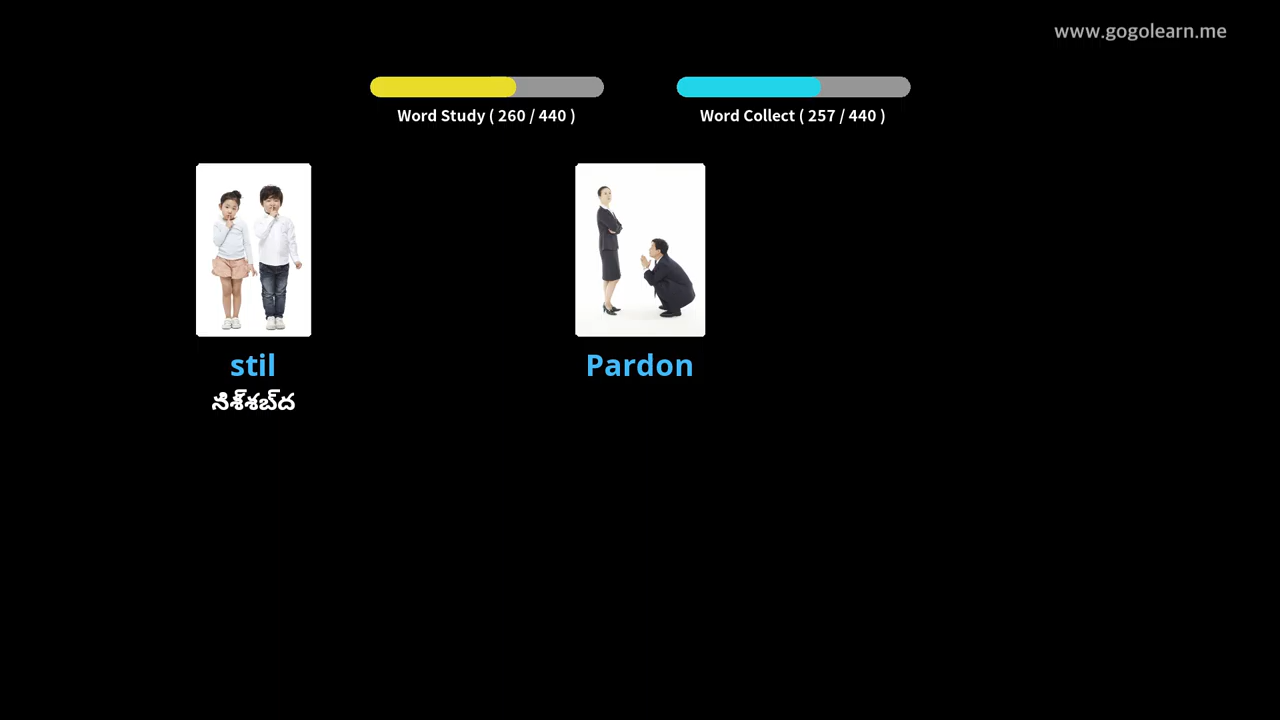 www.gogolearn.me
Word Study ( 260 / 440 )
Word Collect ( 257 / 440 )
stil
Pardon
నిశ్శబ్ద